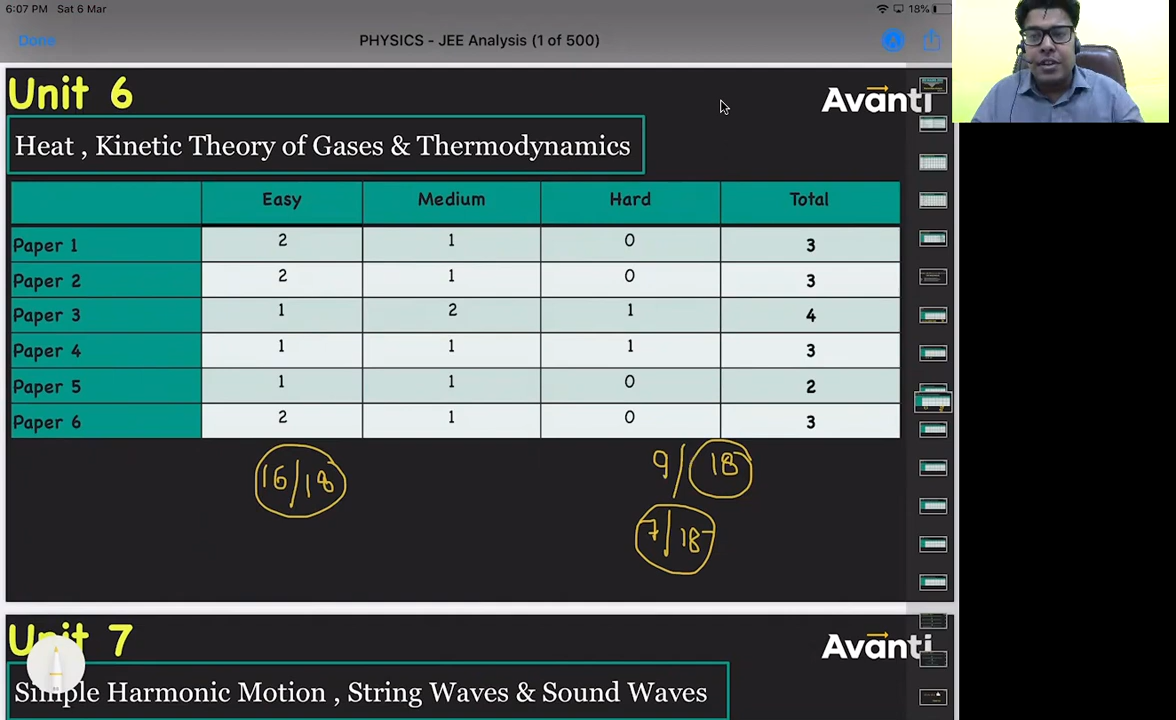 6:07 PM Sat 6 Mar 18%
Done PHYSICS - JEE Analysis (1 of 500)
Unit 6
Avanti
Heat , Kinetic Theory of Gases & Thermodynamics
Easy Medium Hard Total
Paper 1 2 1 0 3
Paper 2 2 1 0 3
Paper 3 1 2 1 4
Paper 4 1 1 1 3
Paper 5 1 1 0 2
Paper 6 2 1 0 3
16/18 9/18
7/18
Unit 7
Avanti
Simple Harmonic Motion , String Waves & Sound Waves